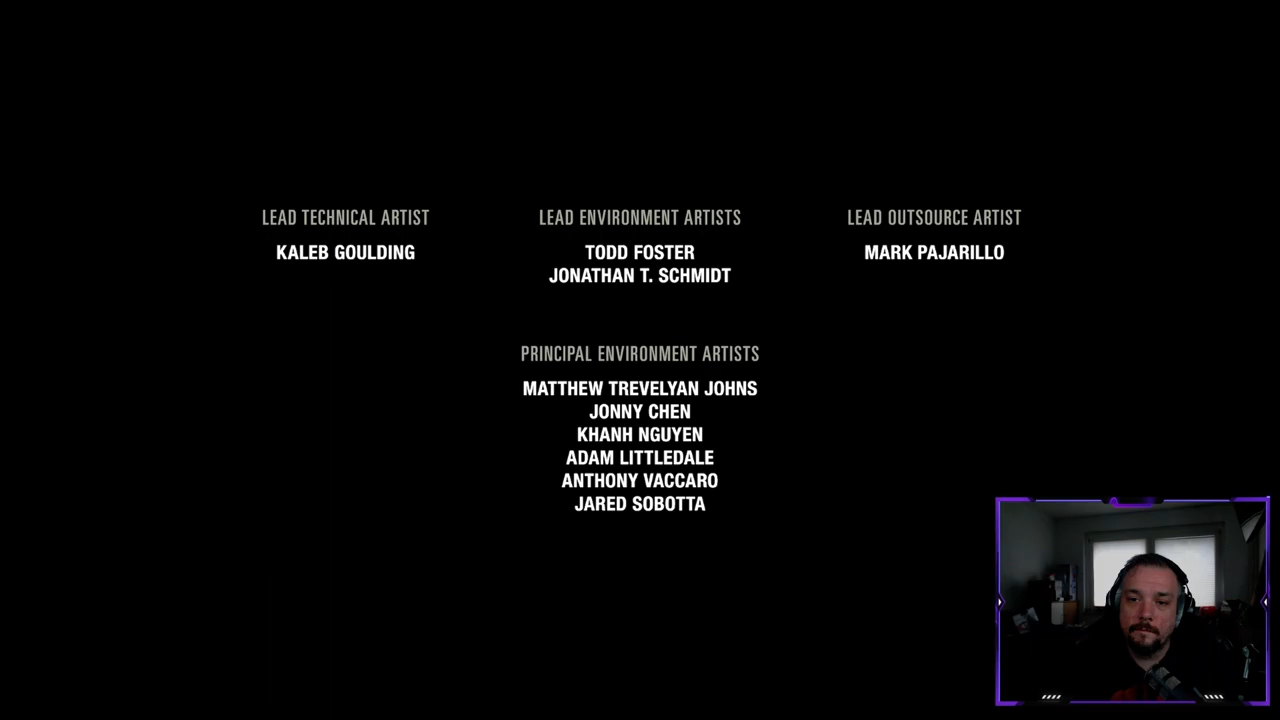 LEAD TECHNICAL ARTIST
KALEB GOULDING
LEAD ENVIRONMENT ARTISTS
TODD FOSTER
JONATHAN T. SCHMIDT
LEAD OUTSOURCE ARTIST
MARK PAJARILLO
PRINCIPAL ENVIRONMENT ARTISTS
MATTHEW TREVELYAN JOHNS
JONNY CHEN
KHANH NGUYEN
ADAM LITTLEDALE
ANTHONY VACCARO
JARED SOBOTTA